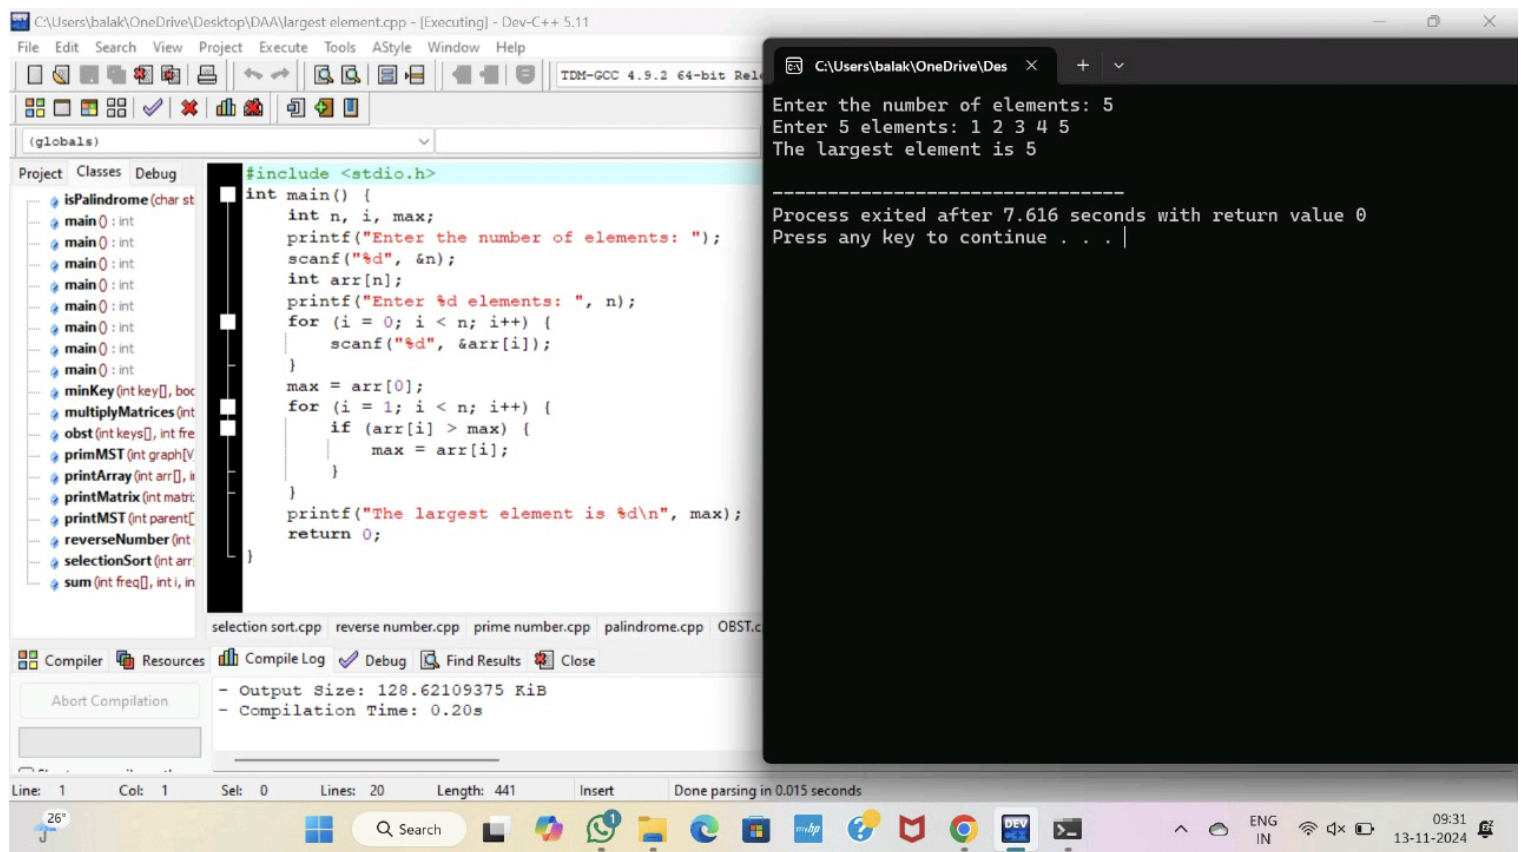 C:\Users\balak\OneDrive\Desktop\DAA\largest element.cpp - [Executing] - Dev-C++ 5.11
File Edit Search View Project Execute Tools AStyle Window Help
TDM-GCC 4.9.2 64-bit
(globals)
Project Classes Debug
isPalindrome (char st
main () : int
main () : int
main () : int
main () : int
main () : int
main () : int
main () : int
main () : int
minKey (int key[], boc
multiplyMatrices (int
obst (int keys[], int fre
primMST (int graph[V
printArray (int arr[], i
printMatrix (int matri
printMST (int parent[
reverseNumber (int
selectionSort (int arr
sum (int freq[], int i, in
#include <stdio.h>
int main() {
int n, i, max;
printf("Enter the number of elements: ");
scanf("%d", &n);
int arr[n];
printf("Enter %d elements: ", n);
for (i = 0; i < n; i++) {
scanf("%d", &arr[i]);
}
max = arr[0];
for (i = 1; i < n; i++) {
if (arr[i] > max) {
max = arr[i];
}
}
printf("The largest element is %d\n", max);
return 0;
}
selection sort.cpp reverse number.cpp prime number.cpp palindrome.cpp OBST.c
Compiler Resources Compile Log Debug Find Results Close
Abort Compilation
- Output Size: 128.62109375 KiB
- Compilation Time: 0.20s
Line: 1 Col: 1 Sel: 0 Lines: 20 Length: 441 Insert Done parsing in 0.015 seconds
C:\Users\balak\OneDrive\Des
Enter the number of elements: 5
Enter 5 elements: 1 2 3 4 5
The largest element is 5
--------------------------------
Process exited after 7.616 seconds with return value 0
Press any key to continue . . .
26°
Search
1
myhp
DEV
ENG
IN
09:31
13-11-2024